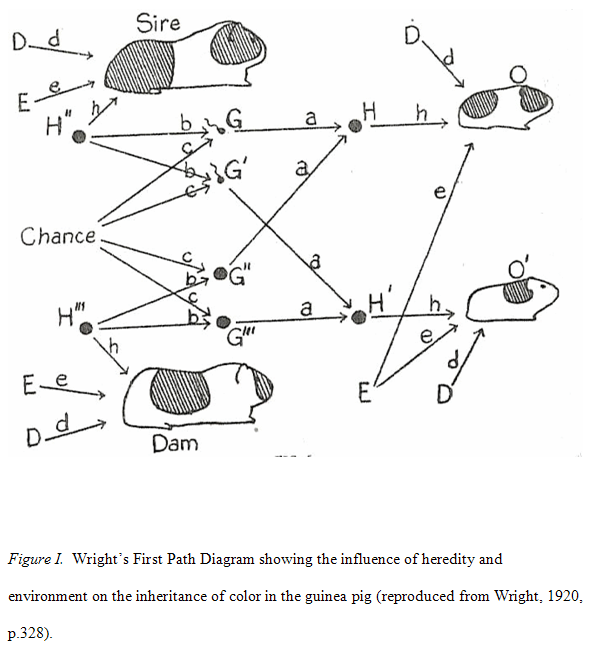 Sire
D d
E e
H" h
b G a H h O
D d
c
b G' a
c
e
Chance
c
b G"
c a
H''' b G''' a H' h O'
h
e
E D d
E e
D d
Dam
Figure I. Wright’s First Path Diagram showing the influence of heredity and
environment on the inheritance of color in the guinea pig (reproduced from Wright, 1920,
p.328).